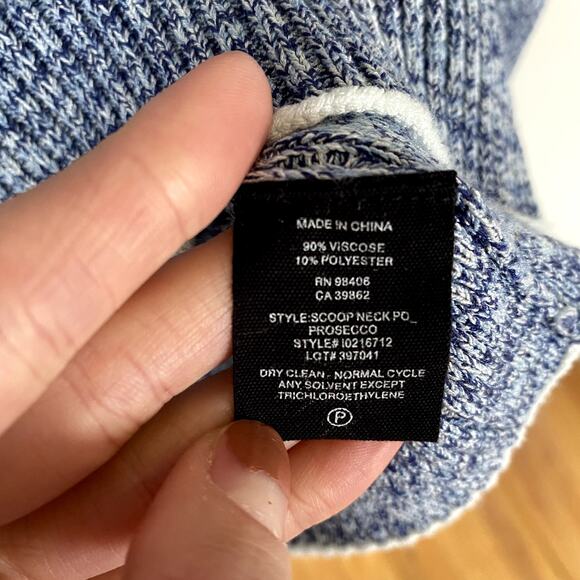 MADE IN CHINA
90% VISCOSE
10% POLYESTER
RN 98406
CA 39862
STYLE:SCOOP NECK PO_
PROSECCO
STYLE# I0216712
LOT# 397041
DRY CLEAN - NORMAL CYCLE
ANY SOLVENT EXCEPT
TRICHLOROETHYLENE
P